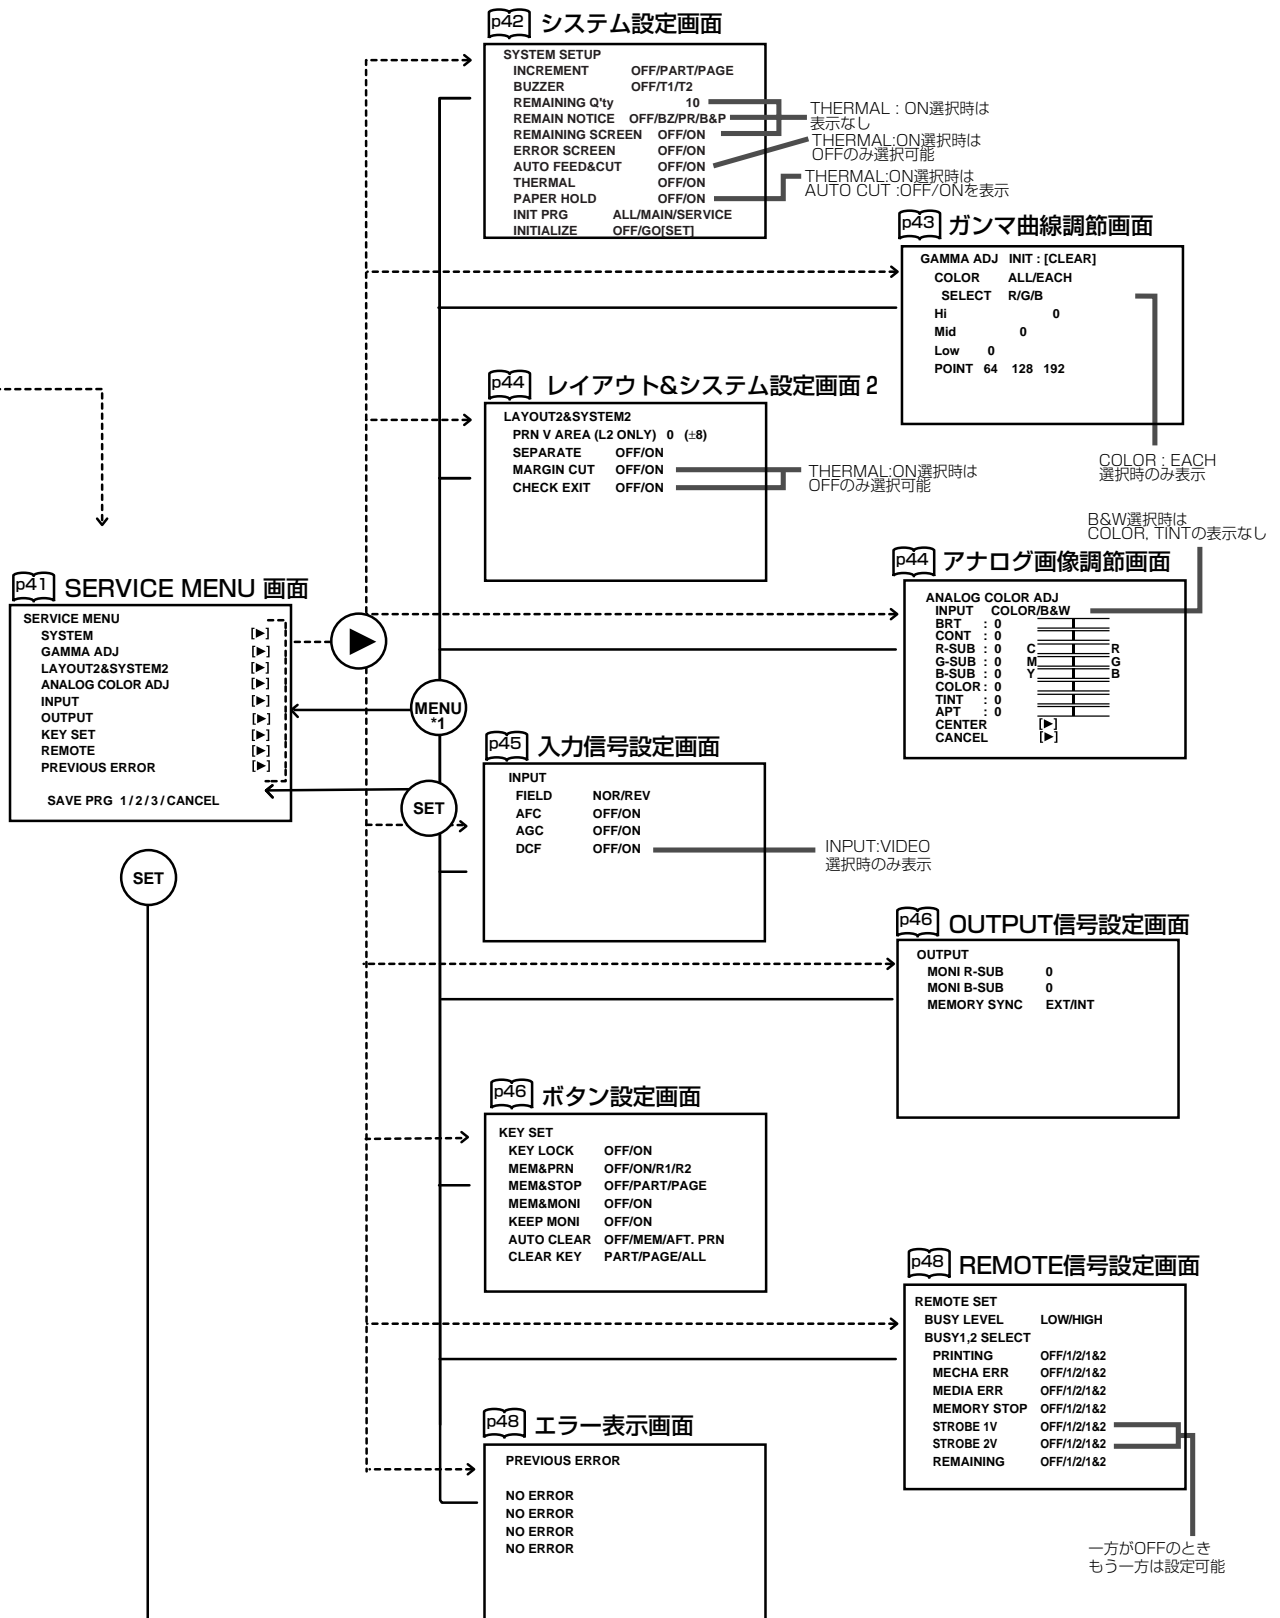 p42 システム設定画面
SYSTEM SETUP
INCREMENT OFF/PART/PAGE
BUZZER OFF/T1/T2
REMAINING Q'ty 10
REMAIN NOTICE OFF/BZ/PR/B&P
REMAINING SCREEN OFF/ON
ERROR SCREEN OFF/ON
AUTO FEED&CUT OFF/ON
THERMAL OFF/ON
PAPER HOLD OFF/ON
INIT PRG ALL/MAIN/SERVICE
INITIALIZE OFF/GO[SET]
THERMAL : ON選択時は
表示なし
THERMAL:ON選択時は
OFFのみ選択可能
THERMAL:ON選択時は
AUTO CUT :OFF/ONを表示
p43 ガンマ曲線調節画面
GAMMA ADJ INIT : [CLEAR]
COLOR ALL/EACH
SELECT R/G/B
Hi 0
Mid 0
Low 0
POINT 64 128 192
COLOR : EACH
選択時のみ表示
p44 レイアウト&システム設定画面 2
LAYOUT2&SYSTEM2
PRN V AREA (L2 ONLY) 0 (±8)
SEPARATE OFF/ON
MARGIN CUT OFF/ON
CHECK EXIT OFF/ON
THERMAL:ON選択時は
OFFのみ選択可能
B&W選択時は
COLOR, TINTの表示なし
p44 アナログ画像調節画面
ANALOG COLOR ADJ
INPUT COLOR/B&W
BRT : 0
CONT : 0
R-SUB : 0 C R
G-SUB : 0 M G
B-SUB : 0 Y B
COLOR : 0
TINT : 0
APT : 0
CENTER [▶]
CANCEL [▶]
p41 SERVICE MENU 画面
SERVICE MENU
SYSTEM [▶]
GAMMA ADJ [▶]
LAYOUT2&SYSTEM2 [▶]
ANALOG COLOR ADJ [▶]
INPUT [▶]
OUTPUT [▶]
KEY SET [▶]
REMOTE [▶]
PREVIOUS ERROR [▶]
SAVE PRG 1 / 2 / 3 / CANCEL
▶
MENU
*1
SET
SET
p45 入力信号設定画面
INPUT
FIELD NOR/REV
AFC OFF/ON
AGC OFF/ON
DCF OFF/ON
INPUT:VIDEO
選択時のみ表示
p46 OUTPUT信号設定画面
OUTPUT
MONI R-SUB 0
MONI B-SUB 0
MEMORY SYNC EXT/INT
p46 ボタン設定画面
KEY SET
KEY LOCK OFF/ON
MEM&PRN OFF/ON/R1/R2
MEM&STOP OFF/PART/PAGE
MEM&MONI OFF/ON
KEEP MONI OFF/ON
AUTO CLEAR OFF/MEM/AFT. PRN
CLEAR KEY PART/PAGE/ALL
p48 REMOTE信号設定画面
REMOTE SET
BUSY LEVEL LOW/HIGH
BUSY1,2 SELECT
PRINTING OFF/1/2/1&2
MECHA ERR OFF/1/2/1&2
MEDIA ERR OFF/1/2/1&2
MEMORY STOP OFF/1/2/1&2
STROBE 1V OFF/1/2/1&2
STROBE 2V OFF/1/2/1&2
REMAINING OFF/1/2/1&2
一方がOFFのとき
もう一方は設定可能
p48 エラー表示画面
PREVIOUS ERROR
NO ERROR
NO ERROR
NO ERROR
NO ERROR